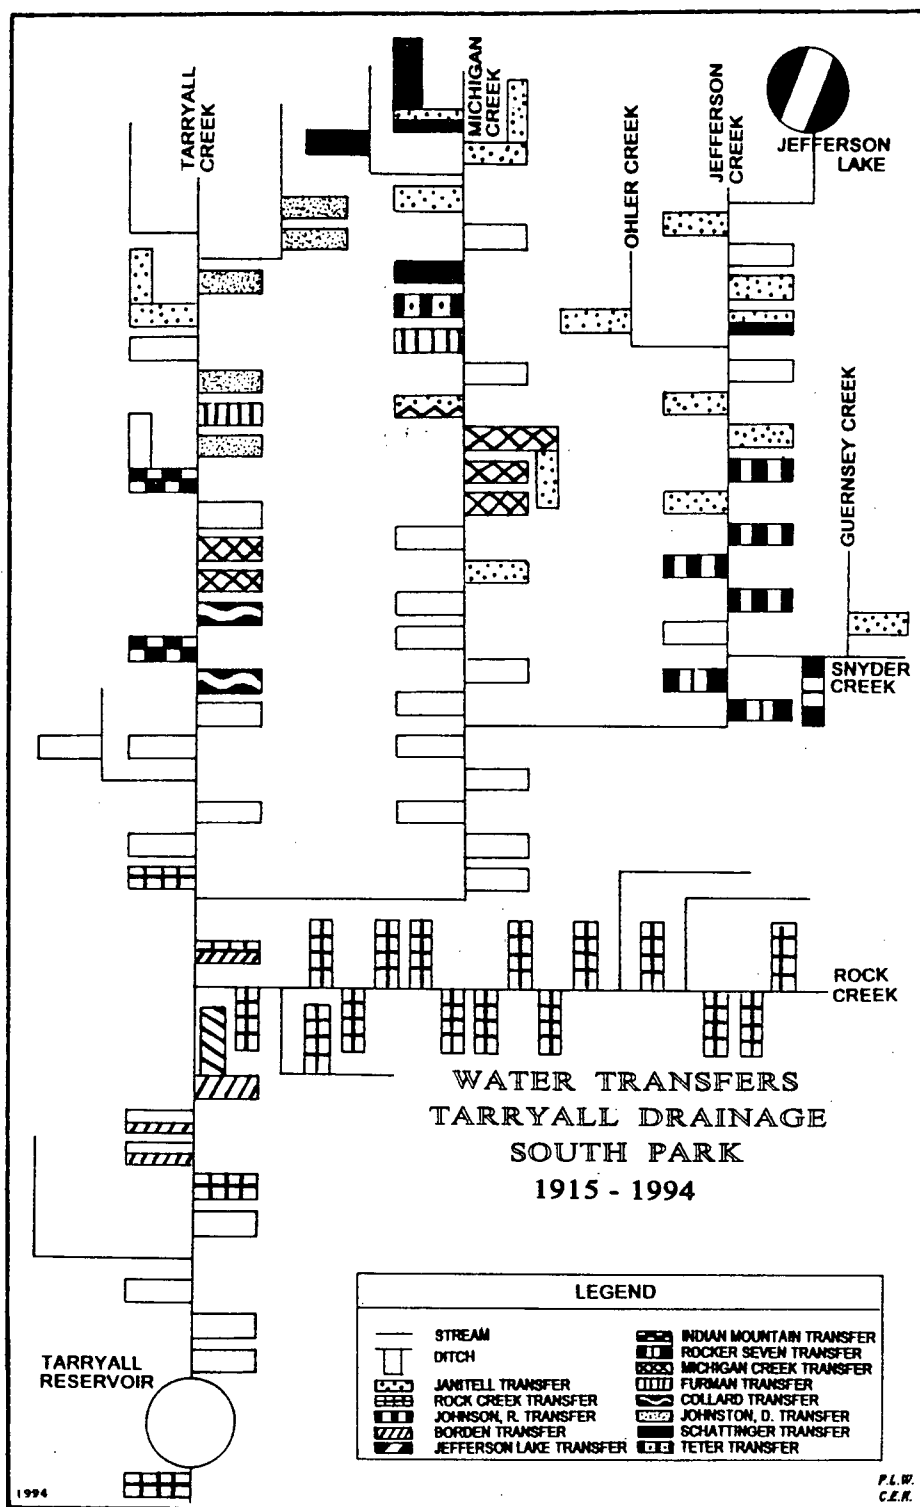 TARRYALL
CREEK
MICHIGAN
CREEK
OHLER CREEK
JEFFERSON
CREEK
JEFFERSON
LAKE
GUERNSEY CREEK
SNYDER
CREEK
ROCK
CREEK
WATER TRANSFERS
TARRYALL DRAINAGE
SOUTH PARK
1915 - 1994
LEGEND
STREAM
DITCH
JANITELL TRANSFER
ROCK CREEK TRANSFER
JOHNSON, R. TRANSFER
BORDEN TRANSFER
JEFFERSON LAKE TRANSFER
INDIAN MOUNTAIN TRANSFER
ROCKER SEVEN TRANSFER
MICHIGAN CREEK TRANSFER
FURMAN TRANSFER
COLLARD TRANSFER
JOHNSTON, D. TRANSFER
SCHATTINGER TRANSFER
TETER TRANSFER
TARRYALL
RESERVOIR
1994
P.L.W.
C.E.K.